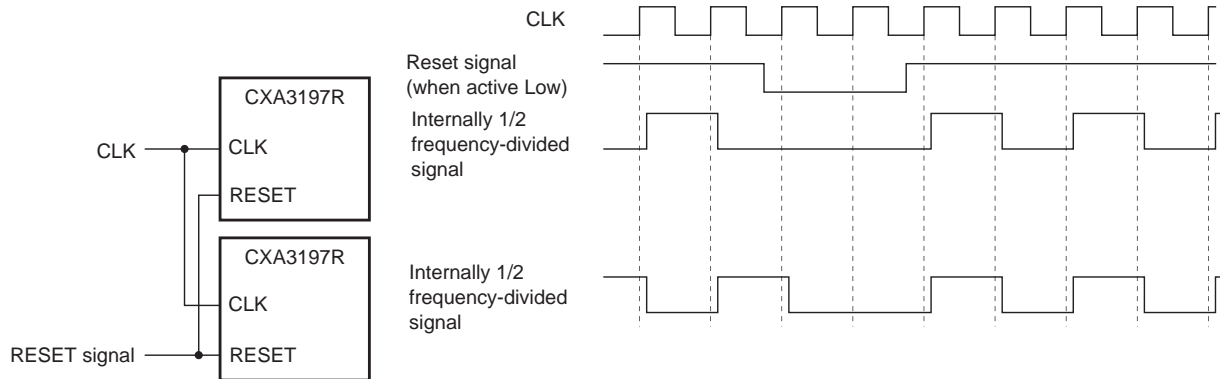 CXA3197R
CLK
CLK
RESET
CXA3197R
CLK
RESET signal
RESET
CLK
Reset signal
(when active Low)
Internally 1/2
frequency-divided
signal
Internally 1/2
frequency-divided
signal